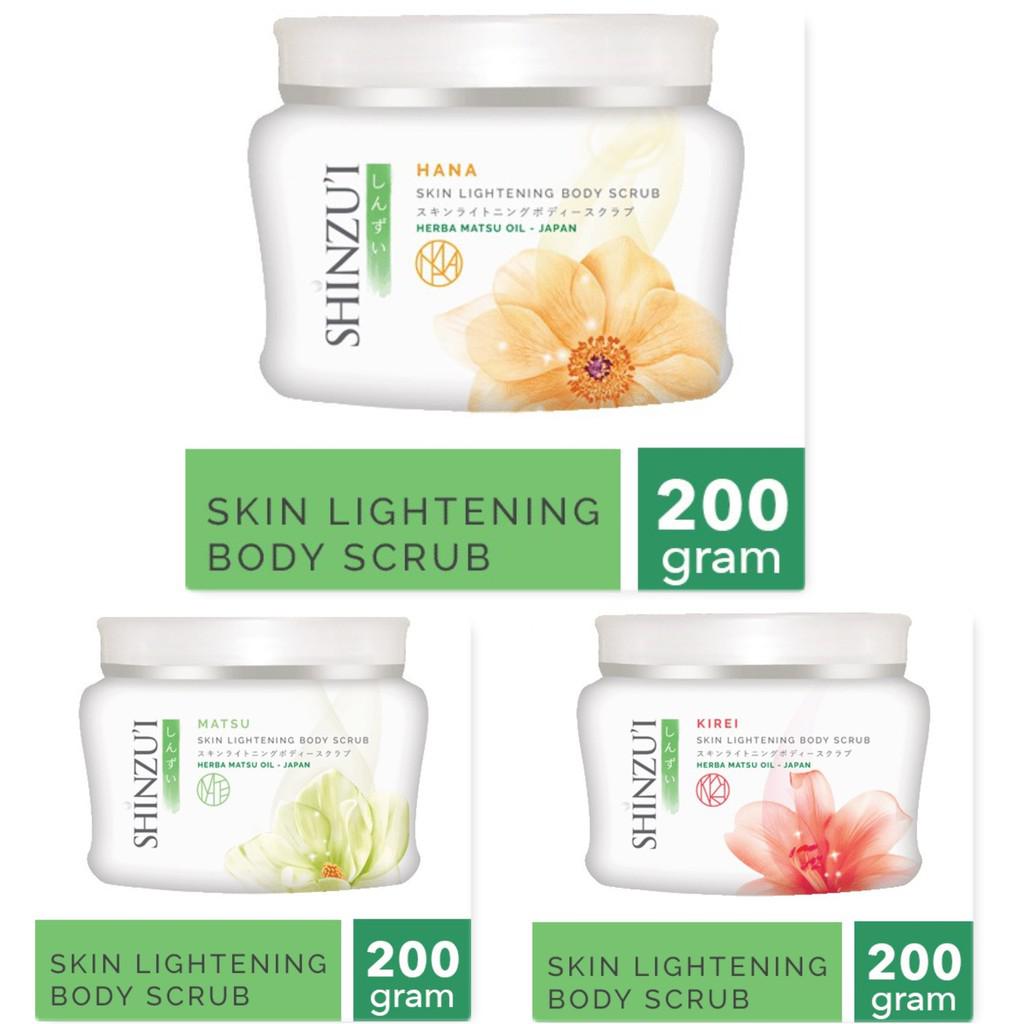 SHINZU'I
しんずい
HANA
SKIN LIGHTENING BODY SCRUB
スキンライトニングボディースクラブ
HERBA MATSU OIL - JAPAN
SKIN LIGHTENING
BODY SCRUB
200
gram
SHINZU'I
しんずい
MATSU
SKIN LIGHTENING BODY SCRUB
スキンライトニングボディースクラブ
HERBA MATSU OIL - JAPAN
SKIN LIGHTENING
BODY SCRUB
200
gram
SHINZU'I
しんずい
KIREI
SKIN LIGHTENING BODY SCRUB
スキンライトニングボディースクラブ
HERBA MATSU OIL - JAPAN
SKIN LIGHTENING
BODY SCRUB
200
gram